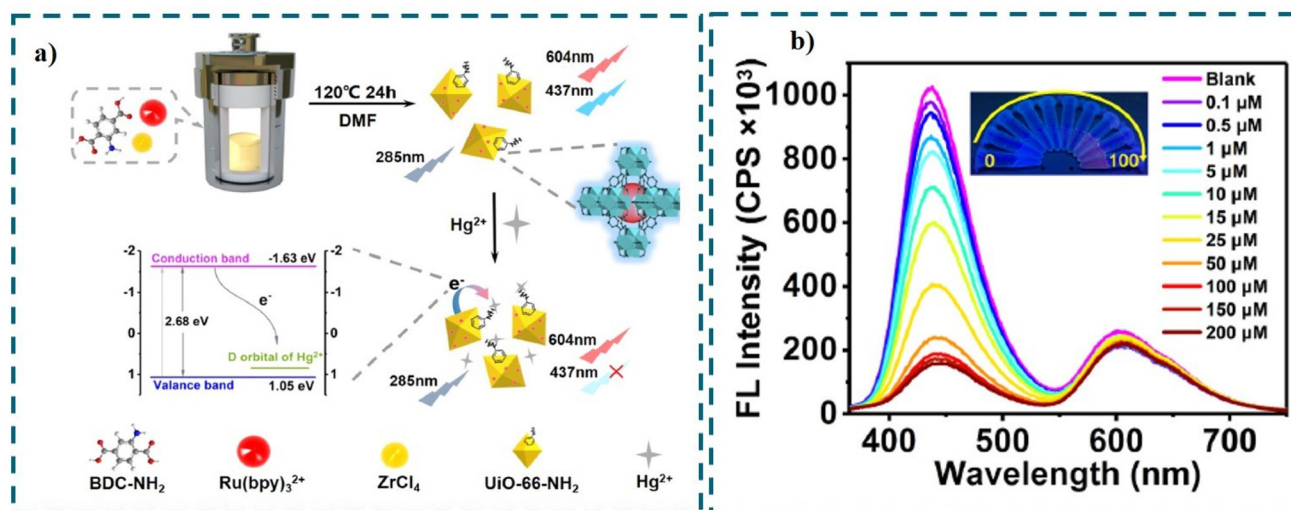 a)
120℃ 24h
DMF
604nm
437nm
285nm
Hg²⁺
-2
-1
0
1
Conduction band
-1.63 eV
2.68 eV
e⁻
D orbital of Hg²⁺
Valance band
1.05 eV
-2
-1
0
1
e⁻
604nm
437nm
285nm
BDC-NH₂
Ru(bpy)₃²⁺
ZrCl₄
UiO-66-NH₂
Hg²⁺
b)
FL Intensity (CPS ×10³)
1000
800
600
400
200
0
400
500
600
700
Wavelength (nm)
0
100
Blank
0.1 µM
0.5 µM
1 µM
5 µM
10 µM
15 µM
25 µM
50 µM
100 µM
150 µM
200 µM